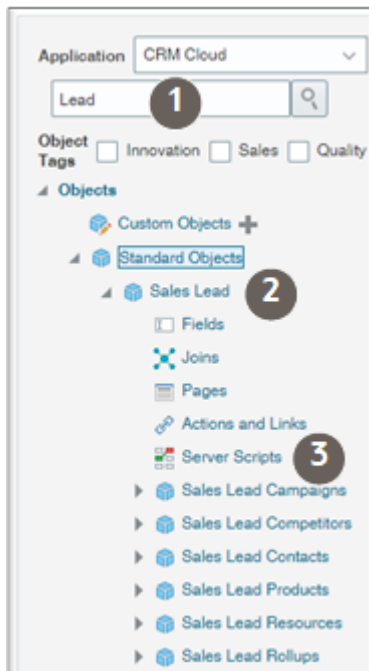 Application CRM Cloud
Lead 1
Object Tags Innovation Sales Quality
Objects
Custom Objects
Standard Objects
Sales Lead 2
Fields
Joins
Pages
Actions and Links
Server Scripts 3
Sales Lead Campaigns
Sales Lead Competitors
Sales Lead Contacts
Sales Lead Products
Sales Lead Resources
Sales Lead Rollups